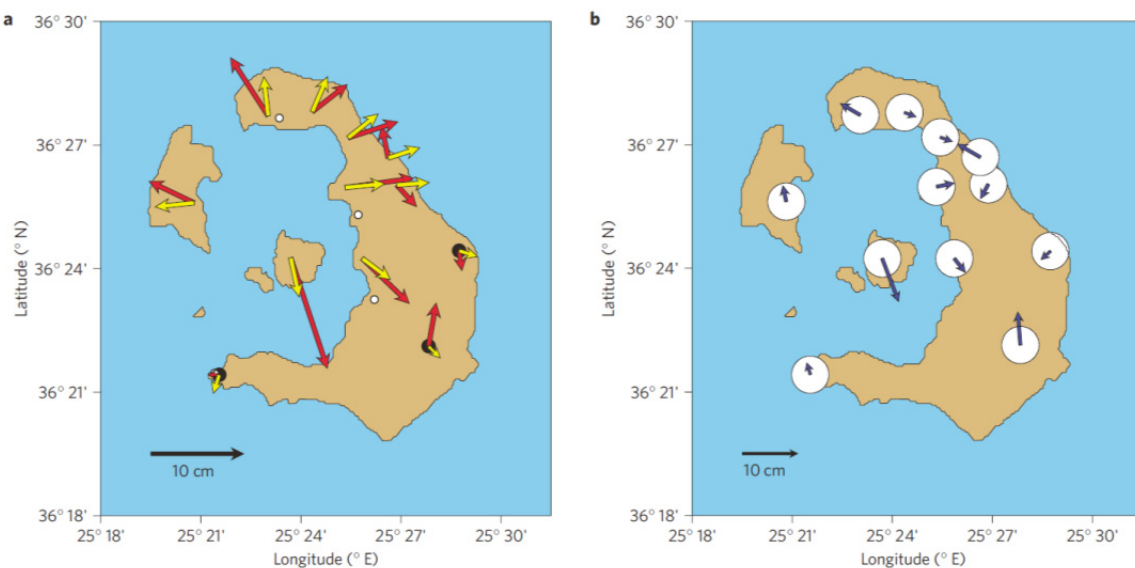 a
36° 30'
36° 27'
36° 24'
36° 21'
36° 18'
Latitude (° N)
10 cm
25° 18'
25° 21'
25° 24'
25° 27'
25° 30'
Longitude (° E)
b
36° 30'
36° 27'
36° 24'
36° 21'
36° 18'
Latitude (° N)
10 cm
25° 18'
25° 21'
25° 24'
25° 27'
25° 30'
Longitude (° E)